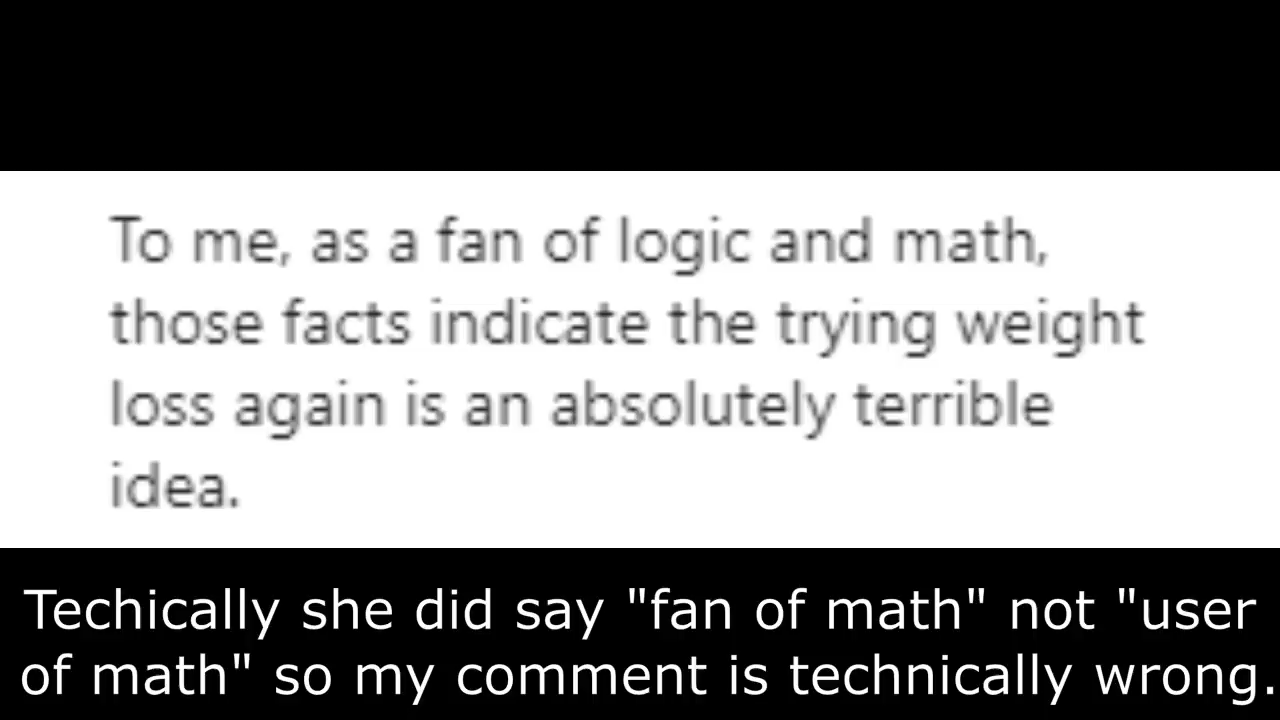 To me, as a fan of logic and math,
those facts indicate the trying weight
loss again is an absolutely terrible
idea.
Techically she did say "fan of math" not "user
of math" so my comment is technically wrong.